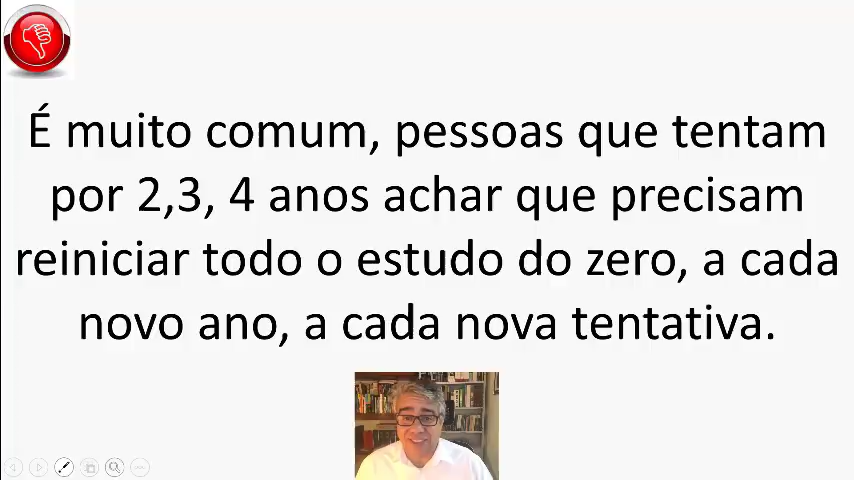 É muito comum, pessoas que tentam
por 2,3, 4 anos achar que precisam
reiniciar todo o estudo do zero, a cada
novo ano, a cada nova tentativa.